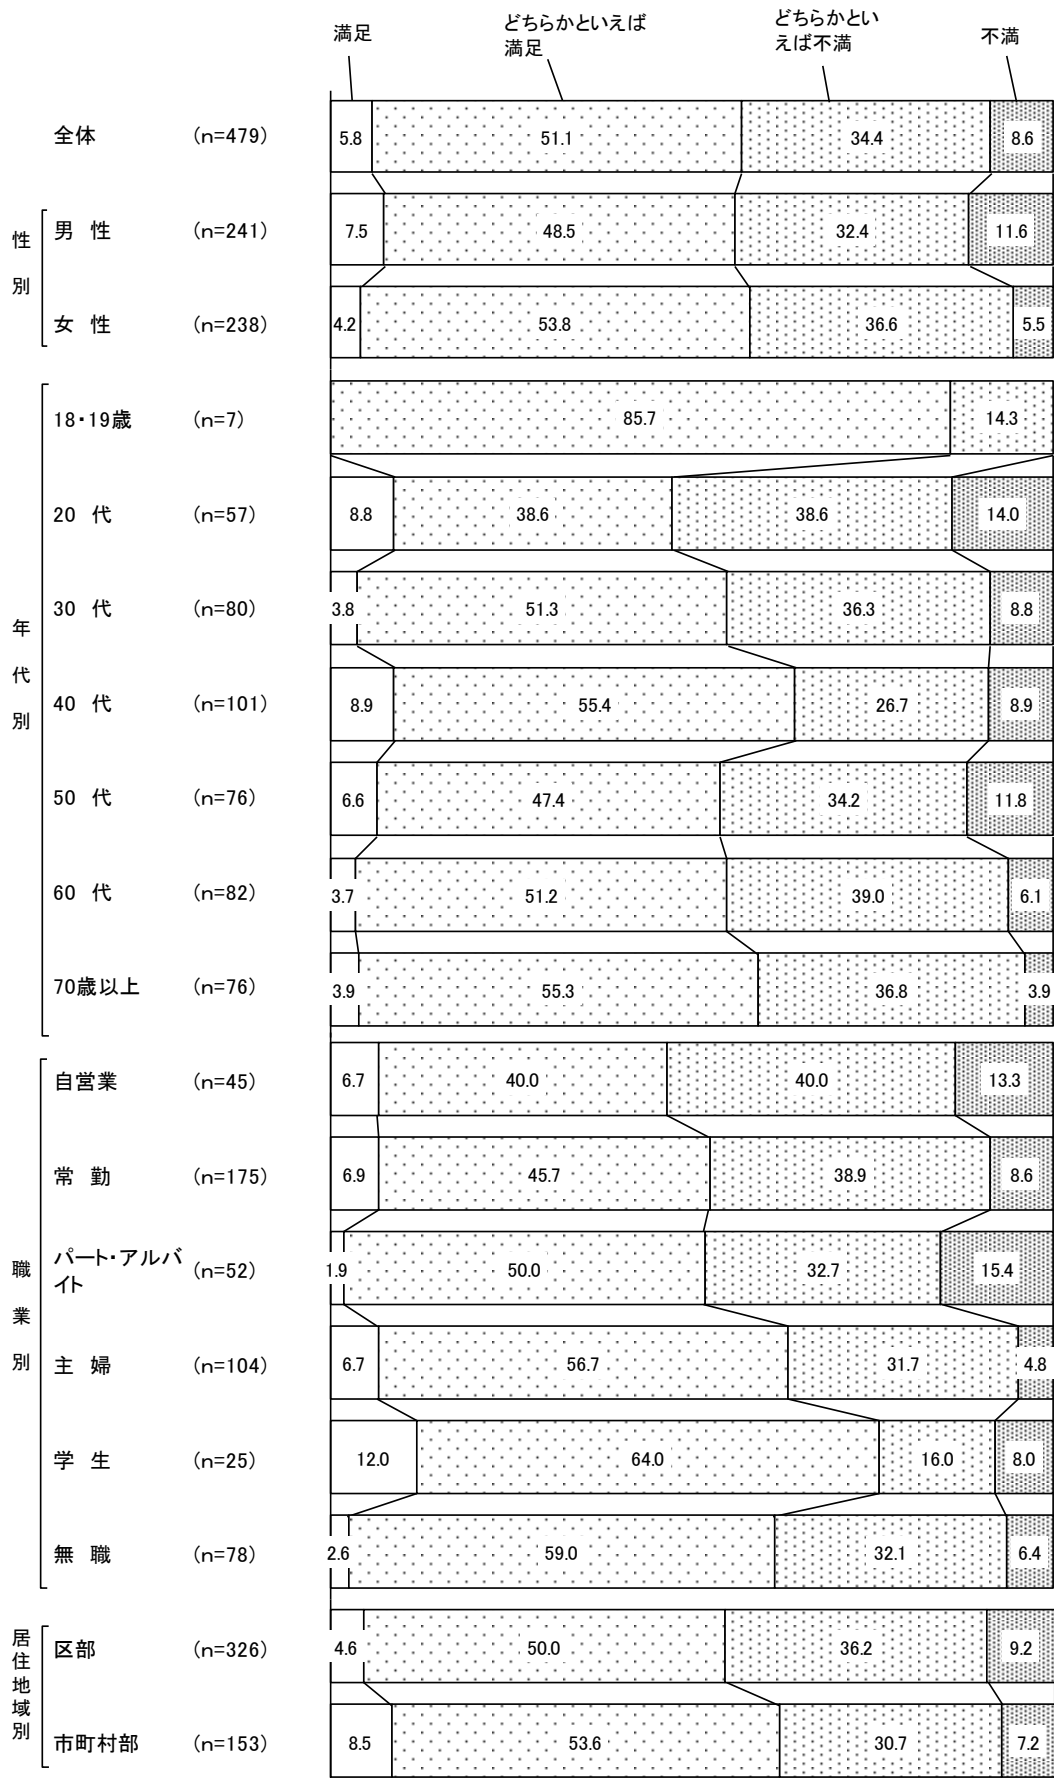 満足
どちらかといえば
満足
どちらかとい
えば不満
不満
全体 (n=479) 5.8 51.1 34.4 8.6
性別
男 性 (n=241) 7.5 48.5 32.4 11.6
女 性 (n=238) 4.2 53.8 36.6 5.5
年代別
18・19歳 (n=7) 85.7 14.3
20 代 (n=57) 8.8 38.6 38.6 14.0
30 代 (n=80) 3.8 51.3 36.3 8.8
40 代 (n=101) 8.9 55.4 26.7 8.9
50 代 (n=76) 6.6 47.4 34.2 11.8
60 代 (n=82) 3.7 51.2 39.0 6.1
70歳以上 (n=76) 3.9 55.3 36.8 3.9
職業別
自営業 (n=45) 6.7 40.0 40.0 13.3
常 勤 (n=175) 6.9 45.7 38.9 8.6
パート・アルバ
イト (n=52) 1.9 50.0 32.7 15.4
主 婦 (n=104) 6.7 56.7 31.7 4.8
学 生 (n=25) 12.0 64.0 16.0 8.0
無 職 (n=78) 2.6 59.0 32.1 6.4
居住地域別
区部 (n=326) 4.6 50.0 36.2 9.2
市町村部 (n=153) 8.5 53.6 30.7 7.2